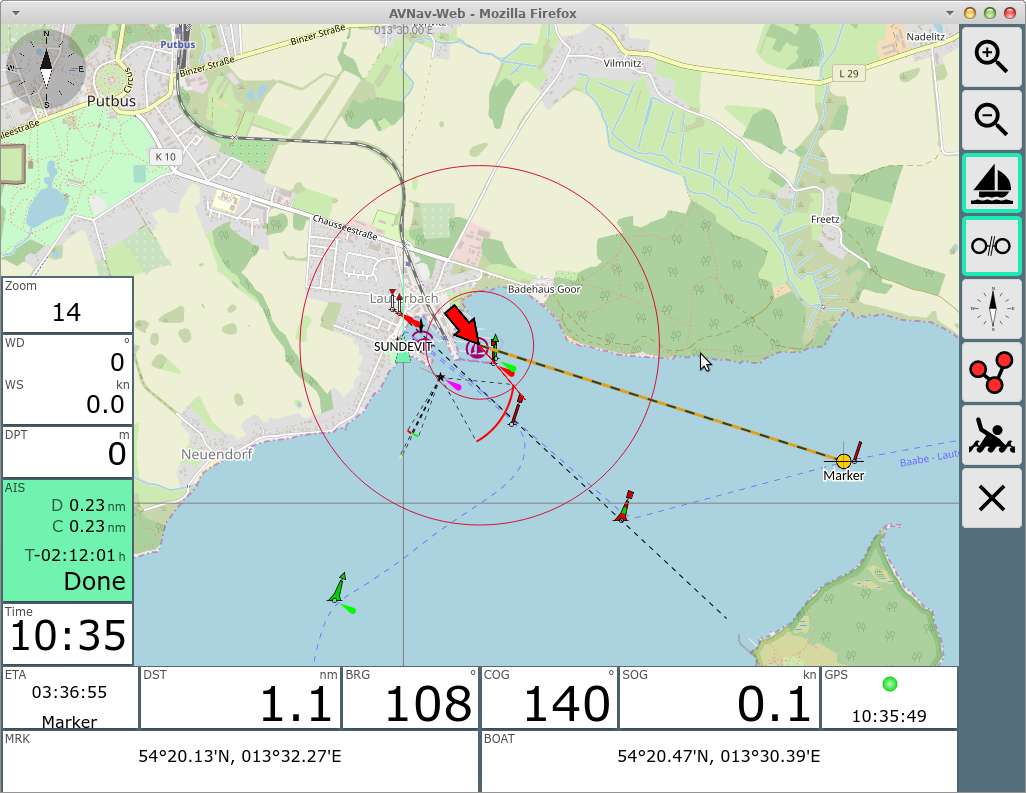 AVNav-Web - Mozilla Firefox
013°30.00'E
Nadelitz
Binzer Straße
Putbus
Binzer Straße
Vilmnitz
L 29
N
W
E
S
Circus
Putbus
K 10
Chausseestraße
Freetz
Badehaus Goor
Lauterbach
SUNDEVIT
Neuendorf
Marker
Zoom
14
WD °
0
WS kn
0.0
DPT m
0
AIS
D 0.23 nm
C 0.23 nm
T-02:12:01 h
Done
Time
10:35
ETA
03:36:55
Marker
DST nm
1.1
BRG °
108
COG °
140
SOG kn
0.1
GPS
10:35:49
MRK
54°20.13'N, 013°32.27'E
BOAT
54°20.47'N, 013°30.39'E